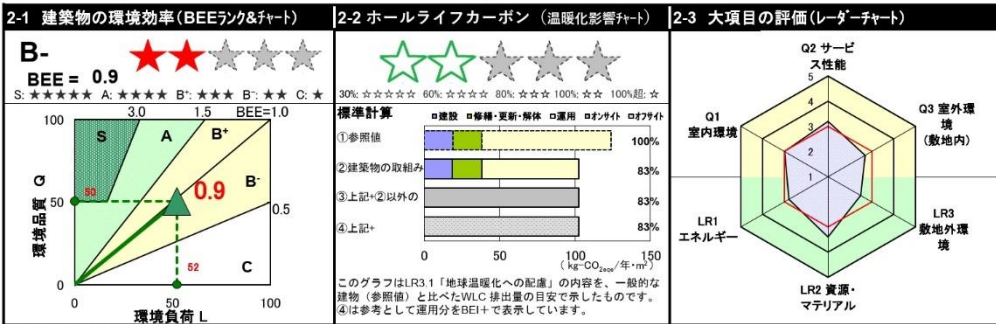 2-1 建築物の環境効率(BEEランク&チャート)
B-
BEE = 0.9
S: ★★★★★ A: ★★★★ B⁺: ★★★ B⁻: ★★ C: ★
3.0
1.5
BEE=1.0
100
S
A
B⁺
0.9
B⁻
50
50
0.5
C
52
0
0
50
100
環境品質 Q
環境負荷 L
2-2 ホールライフカーボン (温暖化影響チャート)
30%: ☆☆☆☆☆ 60%: ☆☆☆☆ 80%: ☆☆☆ 100%: ☆☆ 100%超: ☆
標準計算
□建設 □修繕・更新・解体 □運用 □オンサイト □オフサイト
①参照値
100%
②建築物の取組み
83%
③上記+②以外の
83%
④上記+
83%
0
50
100
150
( kg-CO₂ₑₒₑ/年・m²)
このグラフはLR3.1「地球温暖化への配慮」の内容を、一般的な
建物(参照値)と比べたWLC 排出量の目安で示したものです。
④は参考として運用分をBEI+で表示しています。
2-3 大項目の評価(レーダーチャート)
Q2 サービ
ス性能
5
4
3
2
1
Q1
室内環境
Q3 室外環
境
(敷地内)
LR1
エネルギー
LR3
敷地外環
境
LR2 資源・
マテリアル